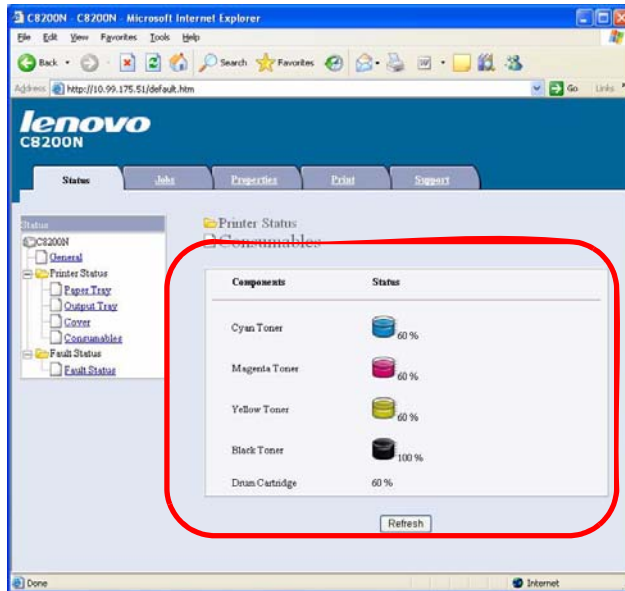 C8200N - C8200N - Microsoft Internet Explorer
File Edit View Favorites Tools Help
Back Search Favorites
Address http://10.99.175.51/default.htm Go Links »
lenovo
C8200N
Status Jobs Properties Print Support
Status
C8200N
General
Printer Status
Paper Tray
Output Tray
Cover
Consumables
Fault Status
Fault Status
Printer Status
Consumables
Components Status
Cyan Toner 60 %
Magenta Toner 60 %
Yellow Toner 60 %
Black Toner 100 %
Drum Cartridge 60 %
Refresh
Done Internet